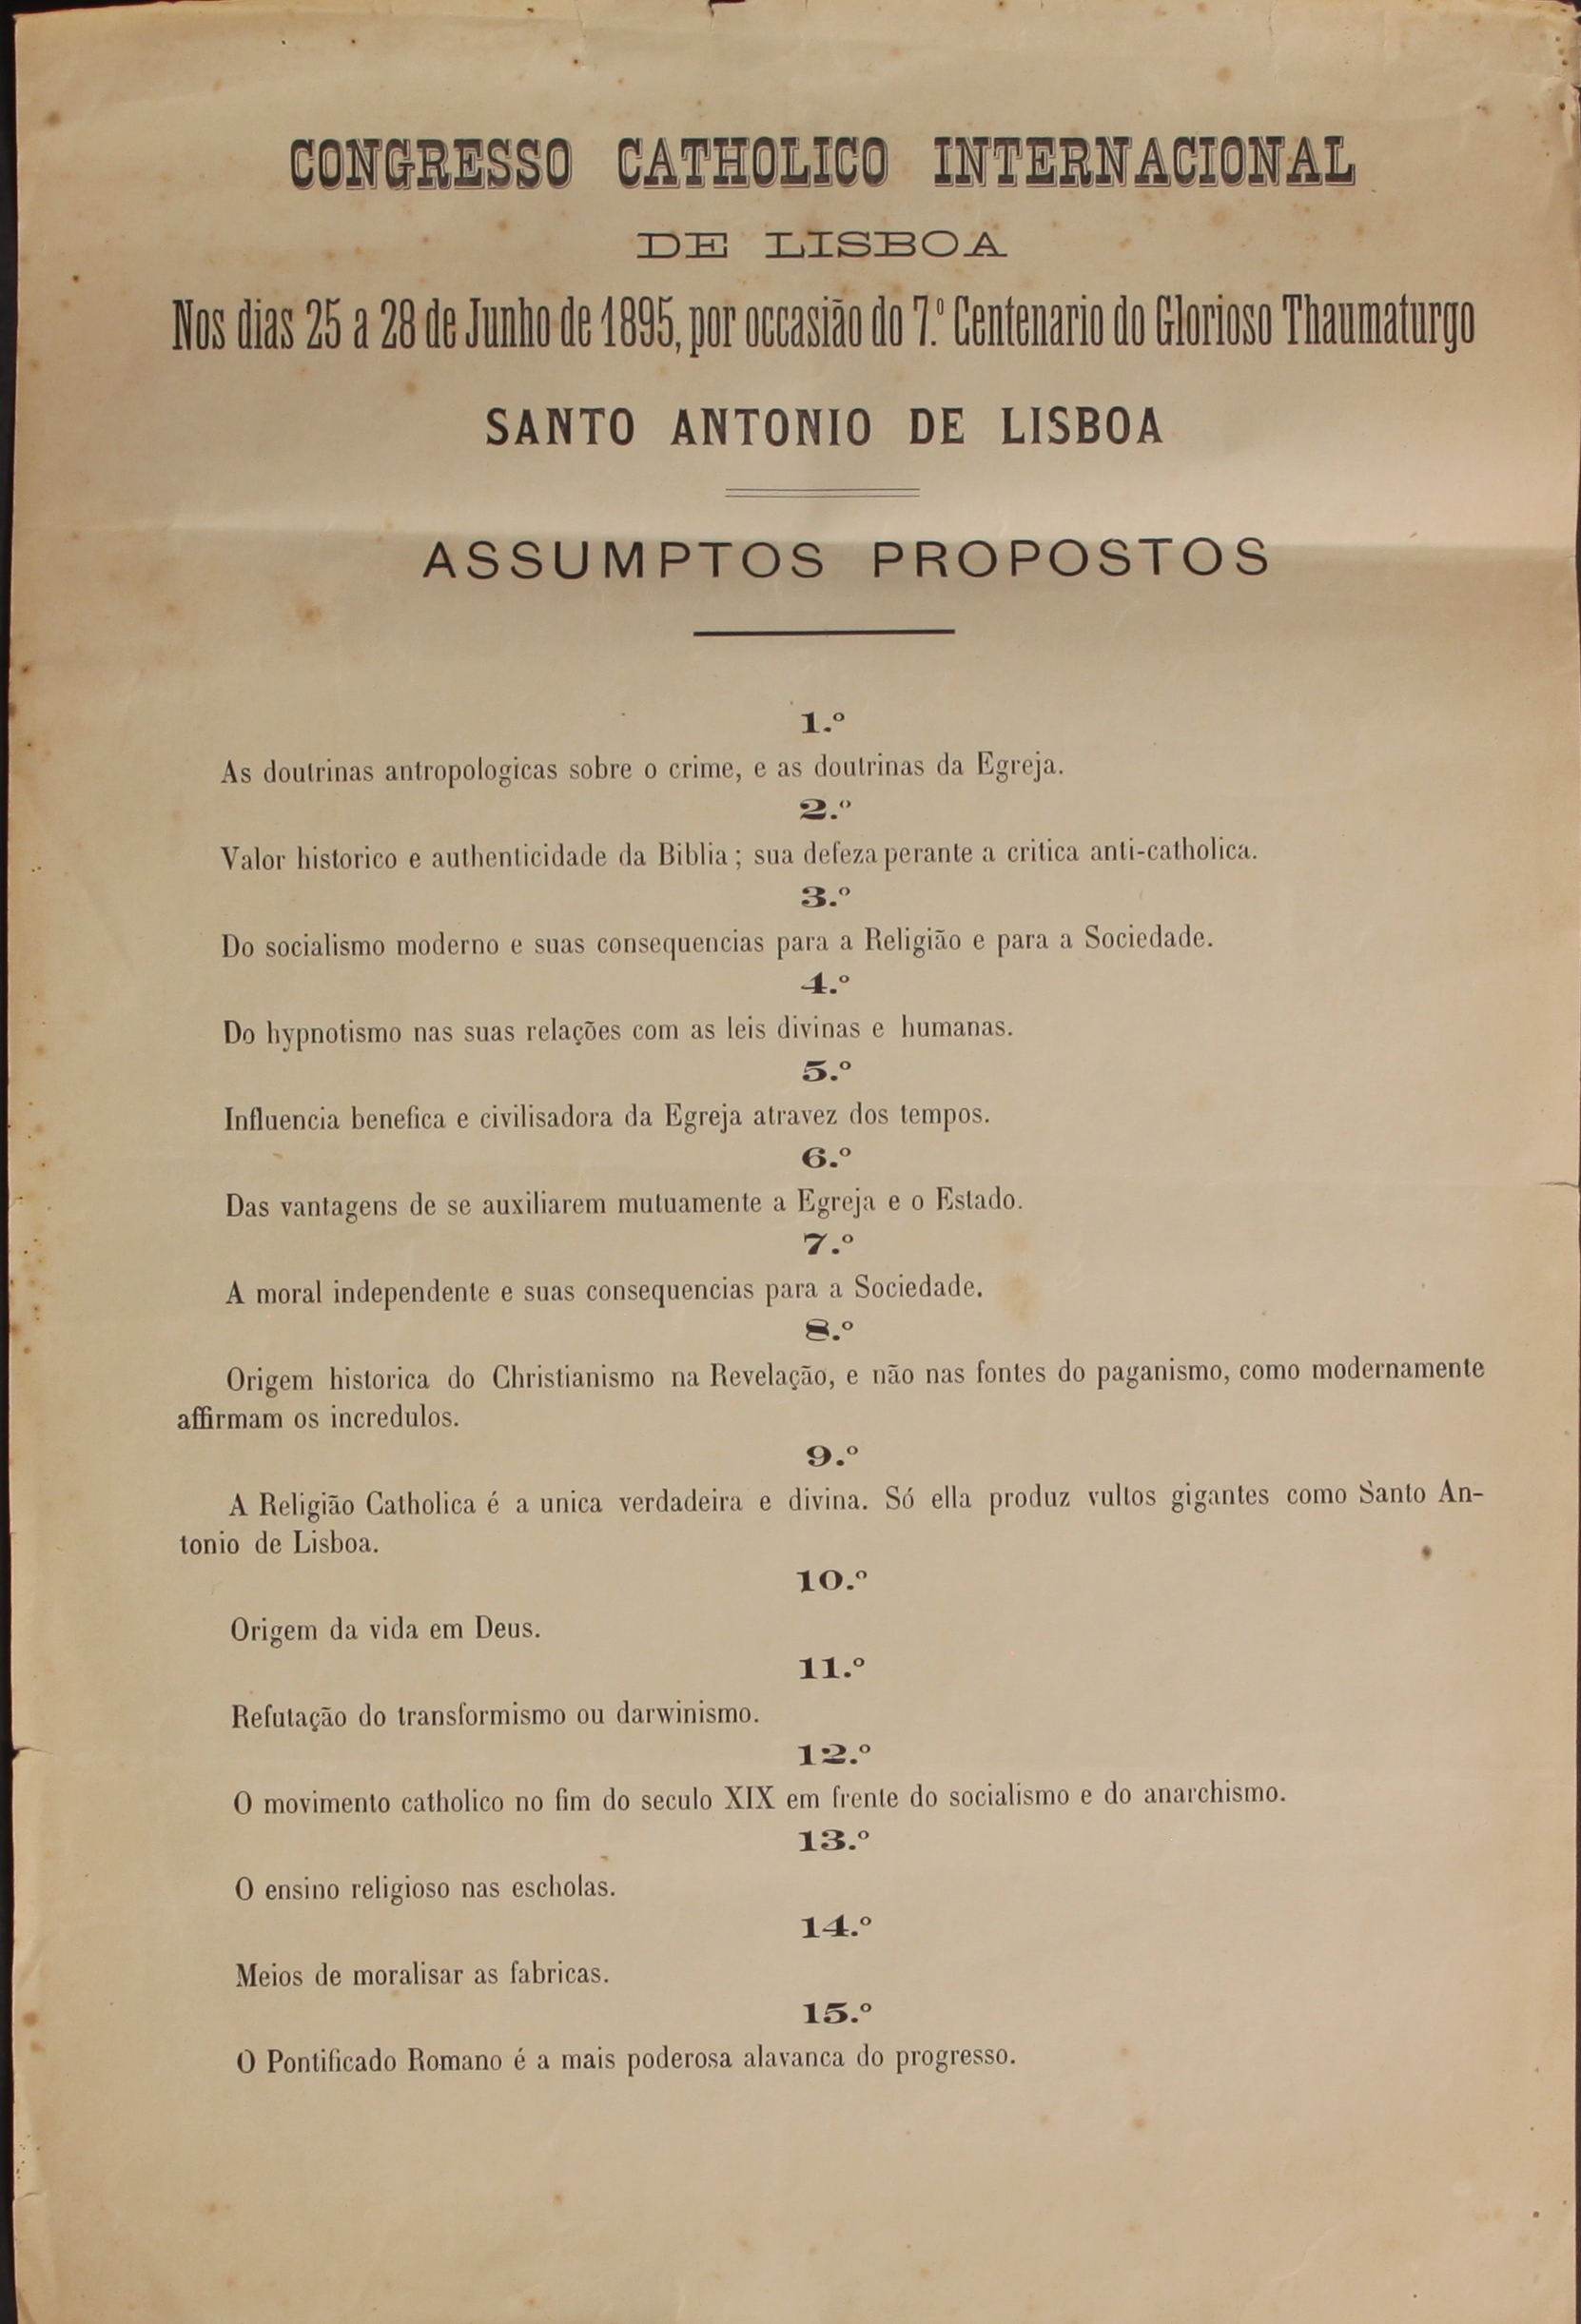 CONGRESSO CATHOLICO INTERNACIONAL
DE LISBOA
Nos dias 25 a 28 de Junho de 1895, por occasião do 7.º Centenario do Glorioso Thaumaturgo
SANTO ANTONIO DE LISBOA
ASSUMPTOS PROPOSTOS
1.º
As doutrinas antropologicas sobre o crime, e as doutrinas da Egreja.
2.º
Valor historico e authenticidade da Biblia; sua defeza perante a critica anti-catholica.
3.º
Do socialismo moderno e suas consequencias para a Religião e para a Sociedade.
4.º
Do hypnotismo nas suas relações com as leis divinas e humanas.
5.º
Influencia benefica e civilisadora da Egreja atravez dos tempos.
6.º
Das vantagens de se auxiliarem mutuamente a Egreja e o Estado.
7.º
A moral independente e suas consequencias para a Sociedade.
8.º
Origem historica do Christianismo na Revelação, e não nas fontes do paganismo, como modernamente
affirmam os incredulos.
9.º
A Religião Catholica é a unica verdadeira e divina. Só ella produz vultos gigantes como Santo An-
tonio de Lisboa.
10.º
Origem da vida em Deus.
11.º
Refutação do transformismo ou darwinismo.
12.º
O movimento catholico no fim do seculo XIX em frente do socialismo e do anarchismo.
13.º
O ensino religioso nas escholas.
14.º
Meios de moralisar as fabricas.
15.º
O Pontificado Romano é a mais poderosa alavanca do progresso.